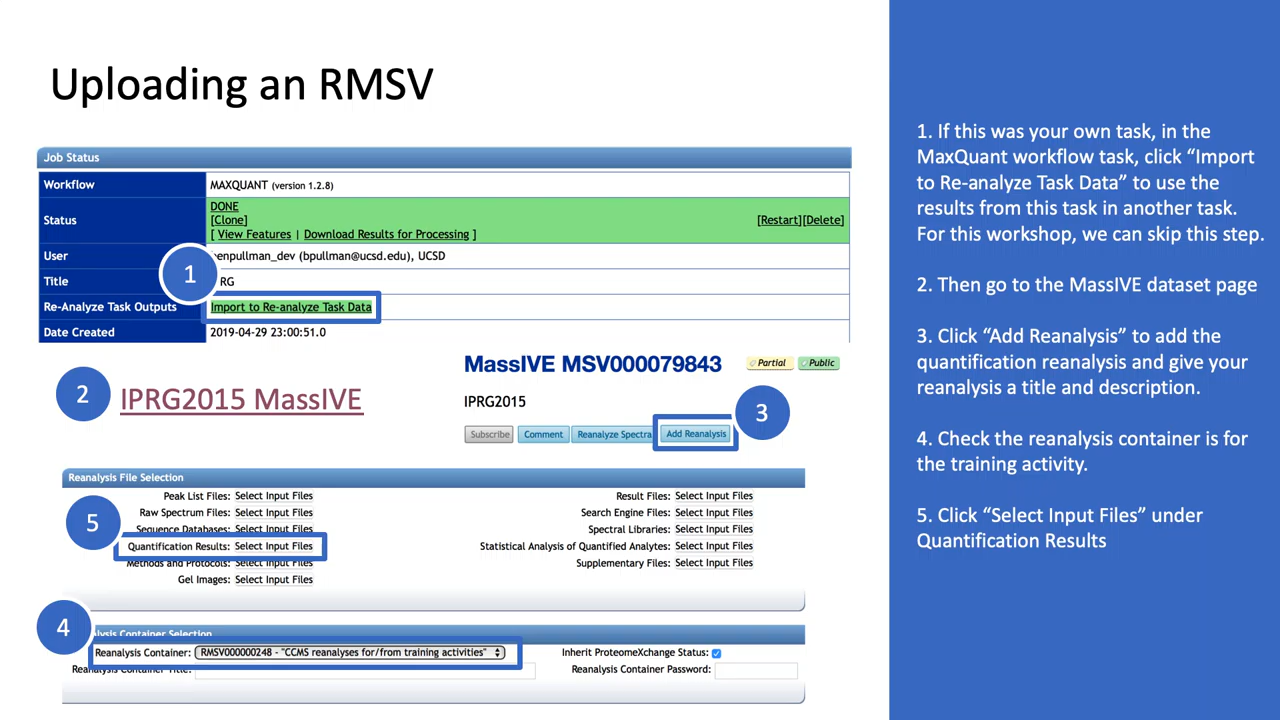 Uploading an RMSV
Job Status
Workflow MAXQUANT (version 1.2.8)
Status DONE
[Clone] [Restart][Delete]
[ View Features | Download Results for Processing ]
User enpullman_dev (bpullman@ucsd.edu), UCSD
1
Title RG
Re-Analyze Task Outputs Import to Re-analyze Task Data
Date Created 2019-04-29 23:00:51.0
2
IPRG2015 MassIVE
MassIVE MSV000079843 Partial Public
IPRG2015
3
Subscribe Comment Reanalyze Spectra Add Reanalysis
Reanalysis File Selection
Peak List Files: Select Input Files Result Files: Select Input Files
Raw Spectrum Files: Select Input Files Search Engine Files: Select Input Files
5
Sequence Databases: Select Input Files Spectral Libraries: Select Input Files
Quantification Results: Select Input Files Statistical Analysis of Quantified Analytes: Select Input Files
Methods and Protocols: Select Input Files Supplementary Files: Select Input Files
Gel Images: Select Input Files
4
alysis Container Selection
Reanalysis Container: RMSV000000248 - "CCMS reanalyses for/from training activities" Inherit ProteomeXchange Status:
Reanalysis Container Title: Reanalysis Container Password:
1. If this was your own task, in the
MaxQuant workflow task, click “Import
to Re-analyze Task Data” to use the
results from this task in another task.
For this workshop, we can skip this step.
2. Then go to the MassIVE dataset page
3. Click “Add Reanalysis” to add the
quantification reanalysis and give your
reanalysis a title and description.
4. Check the reanalysis container is for
the training activity.
5. Click “Select Input Files” under
Quantification Results